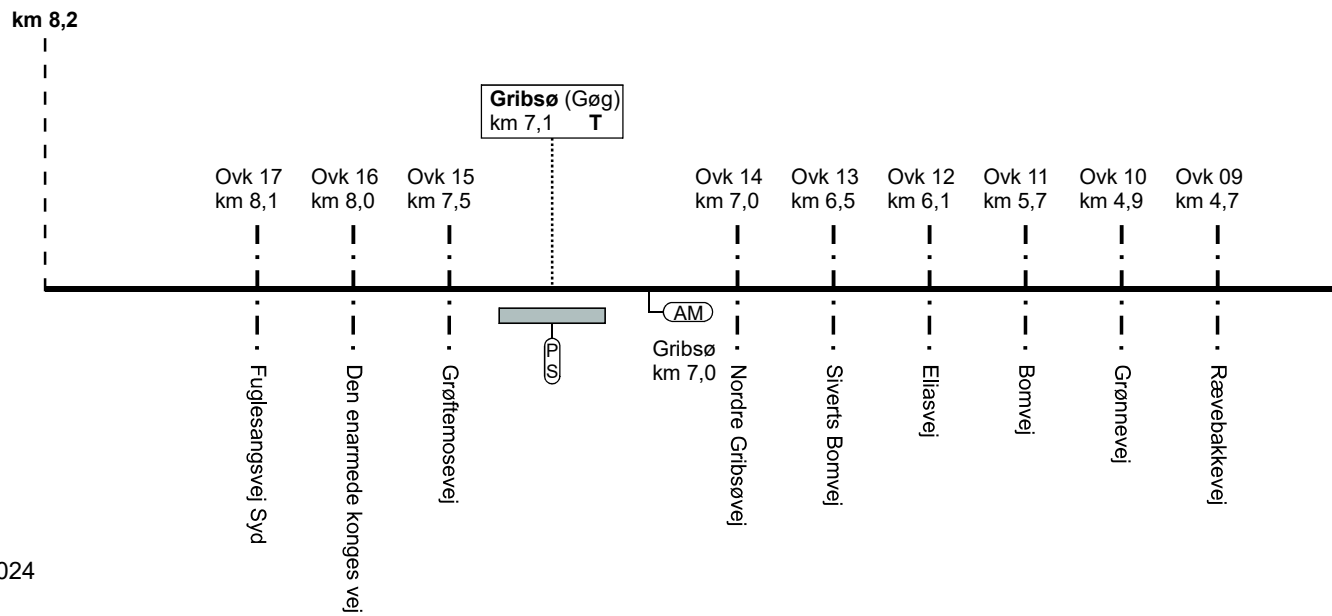 km 8,2
Gribsø (Gøg)
km 7,1 T
Ovk 17
km 8,1
Ovk 16
km 8,0
Ovk 15
km 7,5
Ovk 14
km 7,0
Ovk 13
km 6,5
Ovk 12
km 6,1
Ovk 11
km 5,7
Ovk 10
km 4,9
Ovk 09
km 4,7
AM
Gribsø
km 7,0
P
S
Fuglesangsvej Syd
Den enarmede konges vej
Grøftemosevej
Nordre Gribsøvej
Siverts Bomvej
Eliasvej
Bomvej
Grønnevej
Rævebakkevej
024